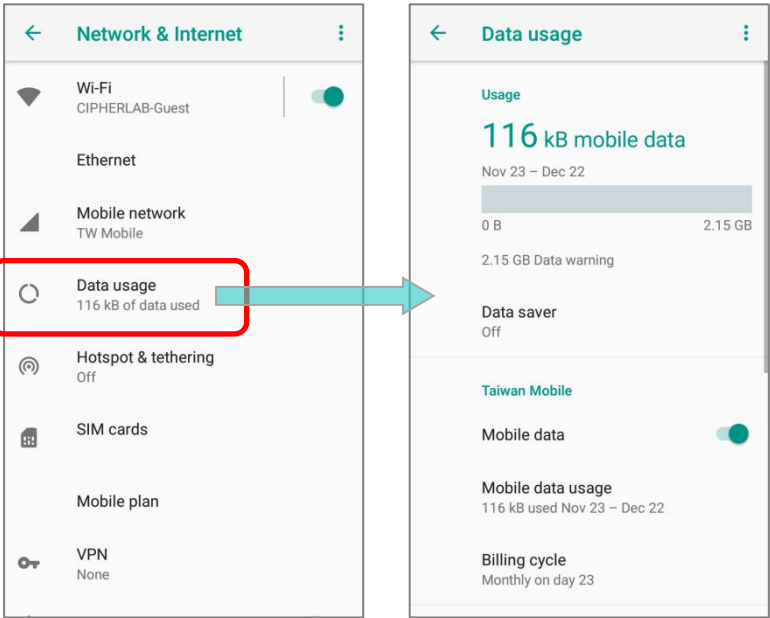 Network & Internet
Wi-Fi
CIPHERLAB-Guest
Ethernet
Mobile network
TW Mobile
Data usage
116 kB of data used
Hotspot & tethering
Off
SIM cards
Mobile plan
VPN
None
Data usage
Usage
116 kB mobile data
Nov 23 – Dec 22
0 B 2.15 GB
2.15 GB Data warning
Data saver
Off
Taiwan Mobile
Mobile data
Mobile data usage
116 kB used Nov 23 – Dec 22
Billing cycle
Monthly on day 23